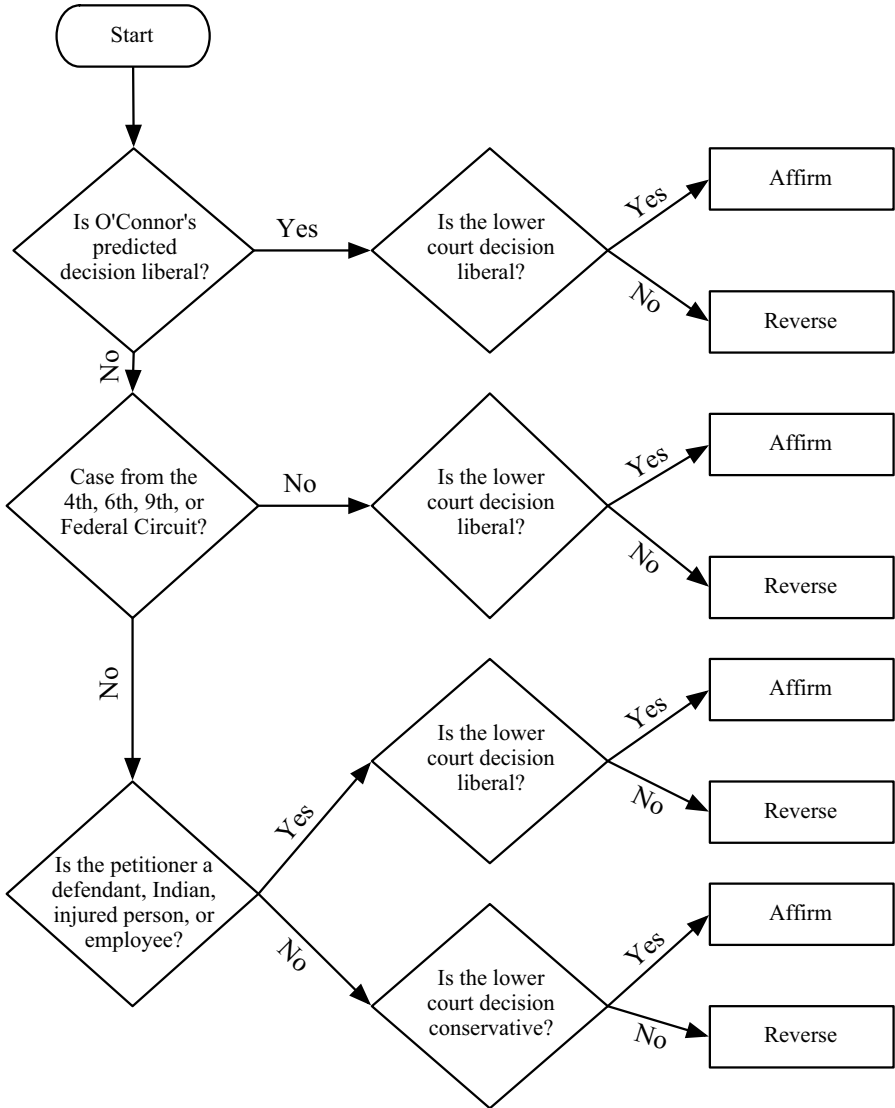 Start
Is O'Connor's
predicted
decision liberal?
Yes
Is the lower
court decision
liberal?
Yes
Affirm
No
Reverse
No
Case from the
4th, 6th, 9th, or
Federal Circuit?
No
Is the lower
court decision
liberal?
Yes
Affirm
No
Reverse
No
Is the petitioner a
defendant, Indian,
injured person, or
employee?
Yes
Is the lower
court decision
liberal?
Yes
Affirm
No
Reverse
No
Is the lower
court decision
conservative?
Yes
Affirm
No
Reverse